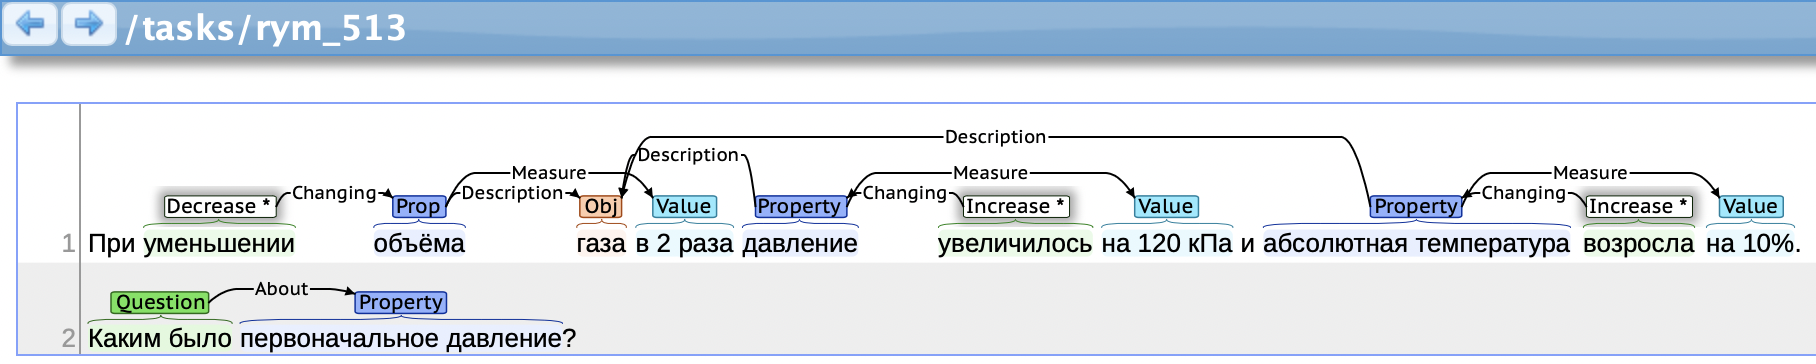 /tasks/rym_513
Description
Description
Measure Measure Measure
Changing Description Changing Changing
Decrease * Prop Obj Value Property Increase * Value Property Increase * Value
1 При уменьшении объёма газа в 2 раза давление увеличилось на 120 кПа и абсолютная температура возросла на 10%.
About
Question Property
2 Каким было первоначальное давление?